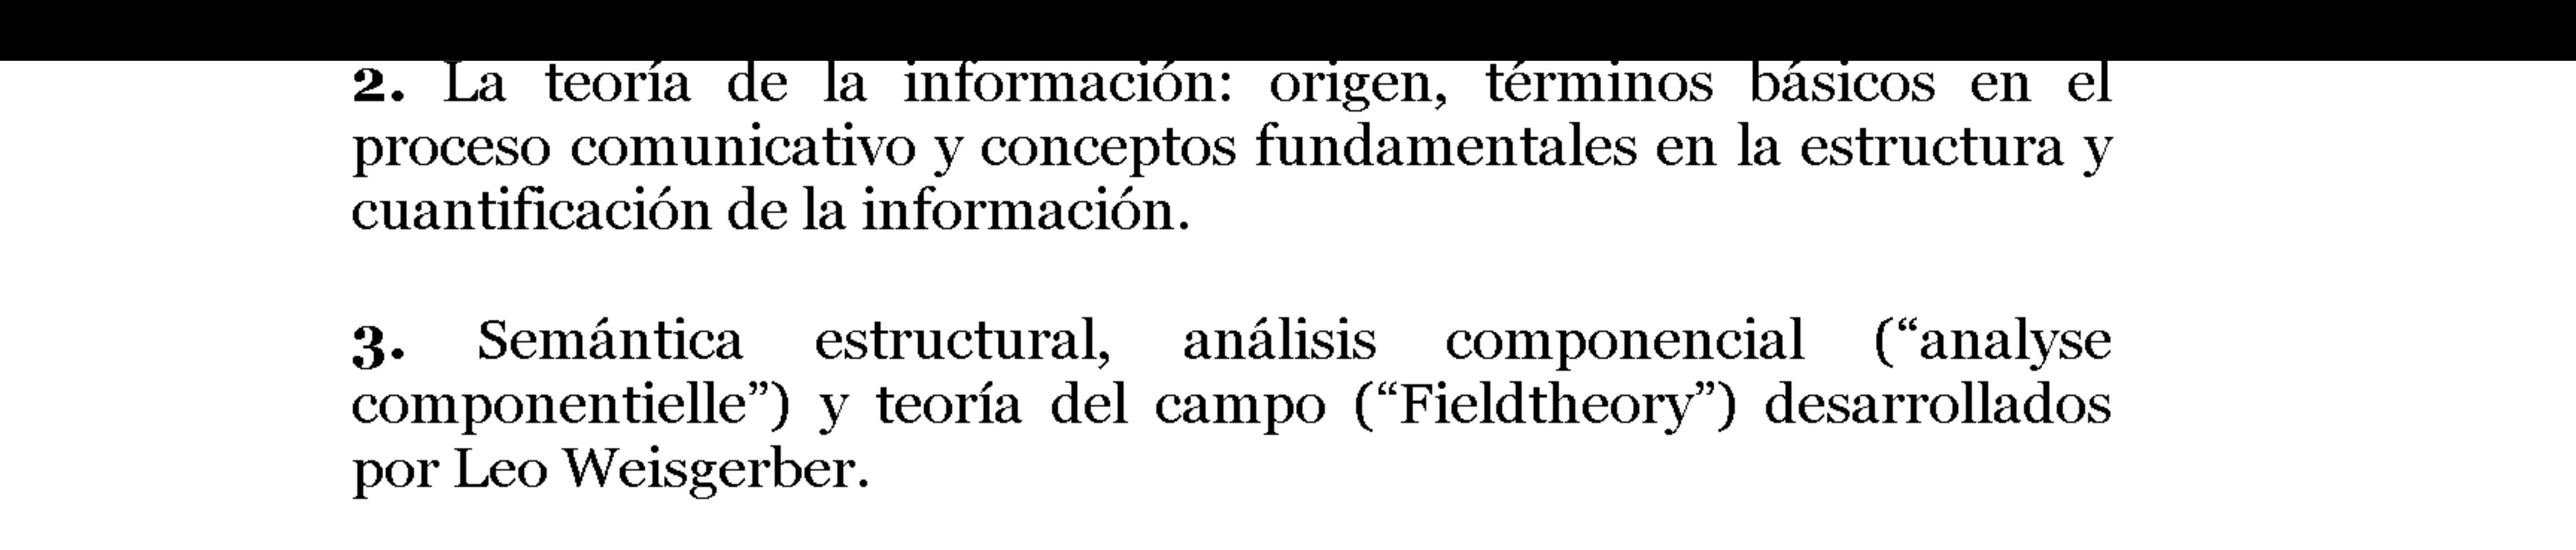 2. La teoría de la información: origen, términos básicos en el
proceso comunicativo y conceptos fundamentales en la estructura y
cuantificación de la información.
3. Semántica estructural, análisis componencial (“analyse
componentielle”) y teoría del campo (“Fieldtheory”) desarrollados
por Leo Weisgerber.